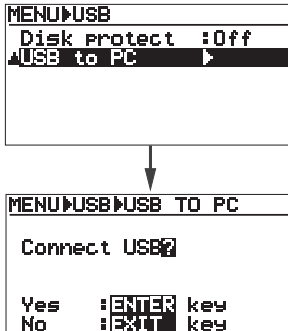 MENU▶USB
Disk protect :Off
▲USB to PC ▶
MENU▶USB▶USB TO PC
Connect USB?
Yes :ENTER key
No :EXIT key